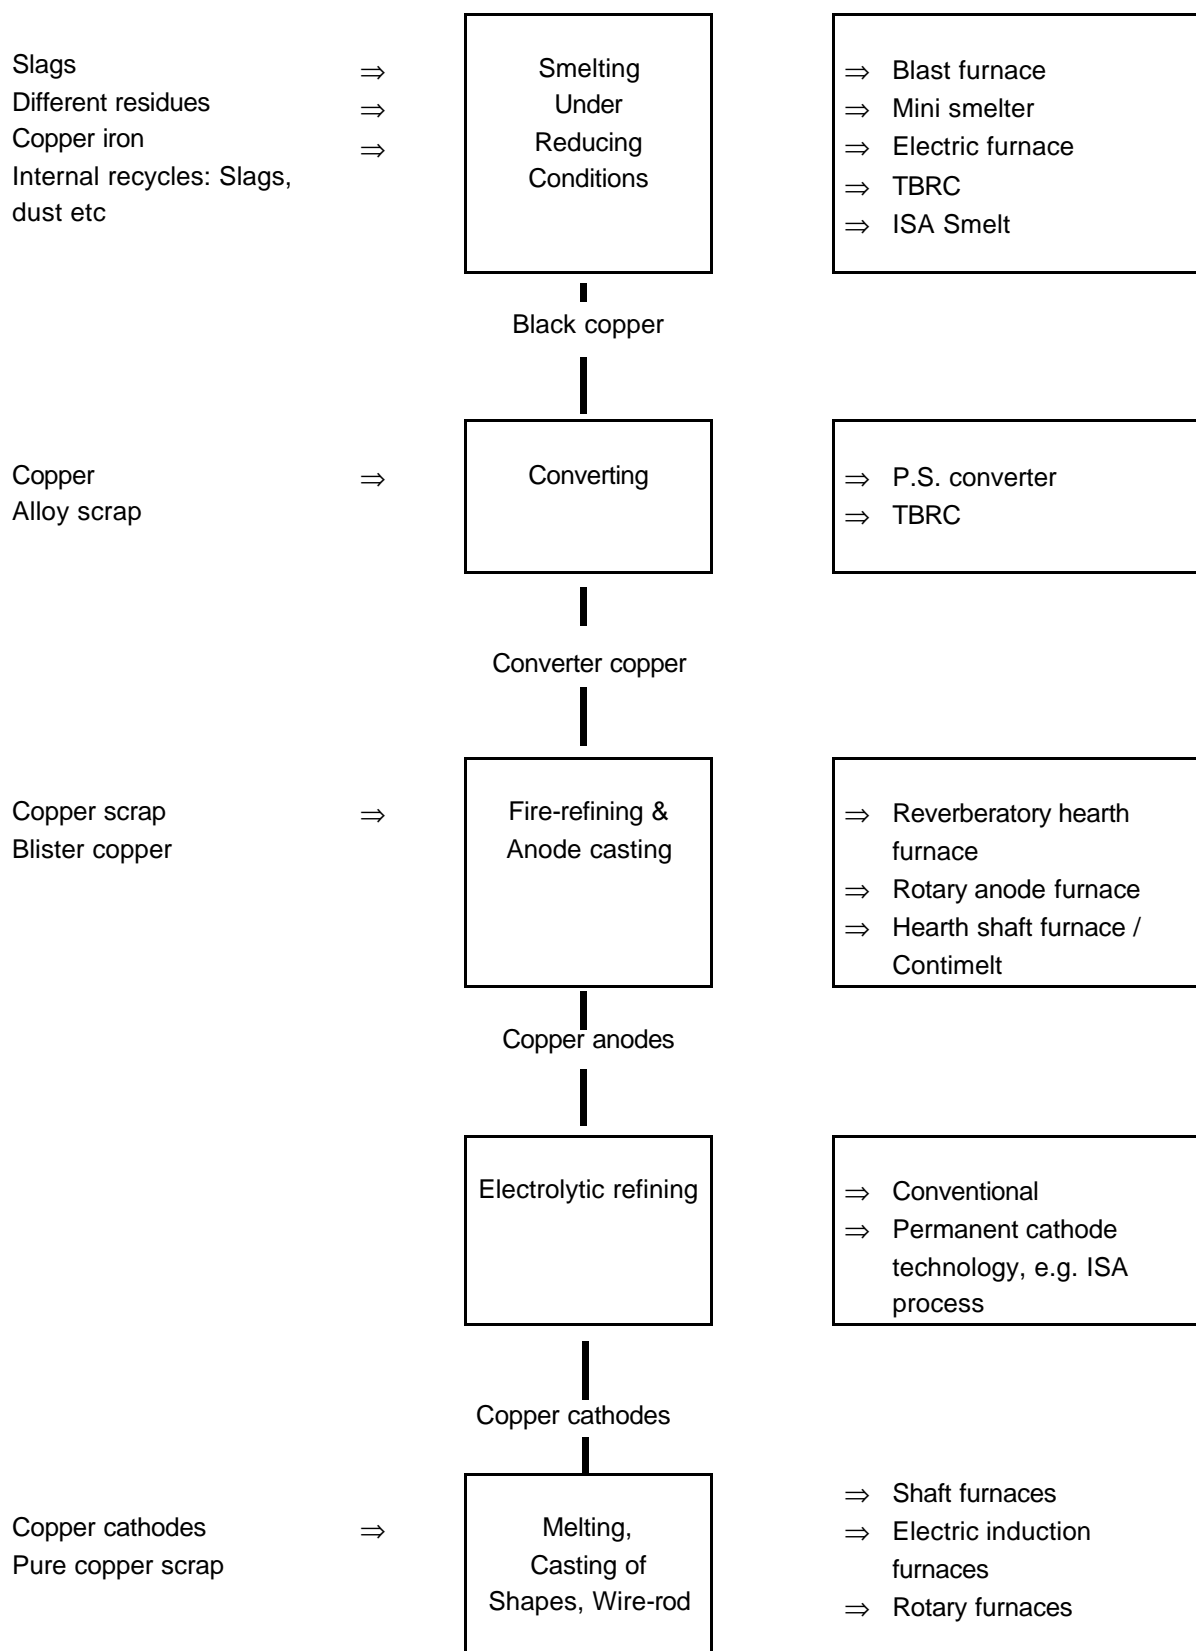 Slags ⇒ Smelting ⇒ Blast furnace
Different residues ⇒ Under ⇒ Mini smelter
Copper iron ⇒ Reducing ⇒ Electric furnace
Internal recycles: Slags, Conditions ⇒ TBRC
dust etc ⇒ ISA Smelt
Black copper
Copper ⇒ Converting ⇒ P.S. converter
Alloy scrap ⇒ TBRC
Converter copper
Copper scrap ⇒ Fire-refining & ⇒ Reverberatory hearth
Blister copper Anode casting furnace
⇒ Rotary anode furnace
⇒ Hearth shaft furnace /
Contimelt
Copper anodes
Electrolytic refining ⇒ Conventional
⇒ Permanent cathode
technology, e.g. ISA
process
Copper cathodes
⇒ Shaft furnaces
Copper cathodes ⇒ Melting, ⇒ Electric induction
Pure copper scrap Casting of furnaces
Shapes, Wire-rod ⇒ Rotary furnaces